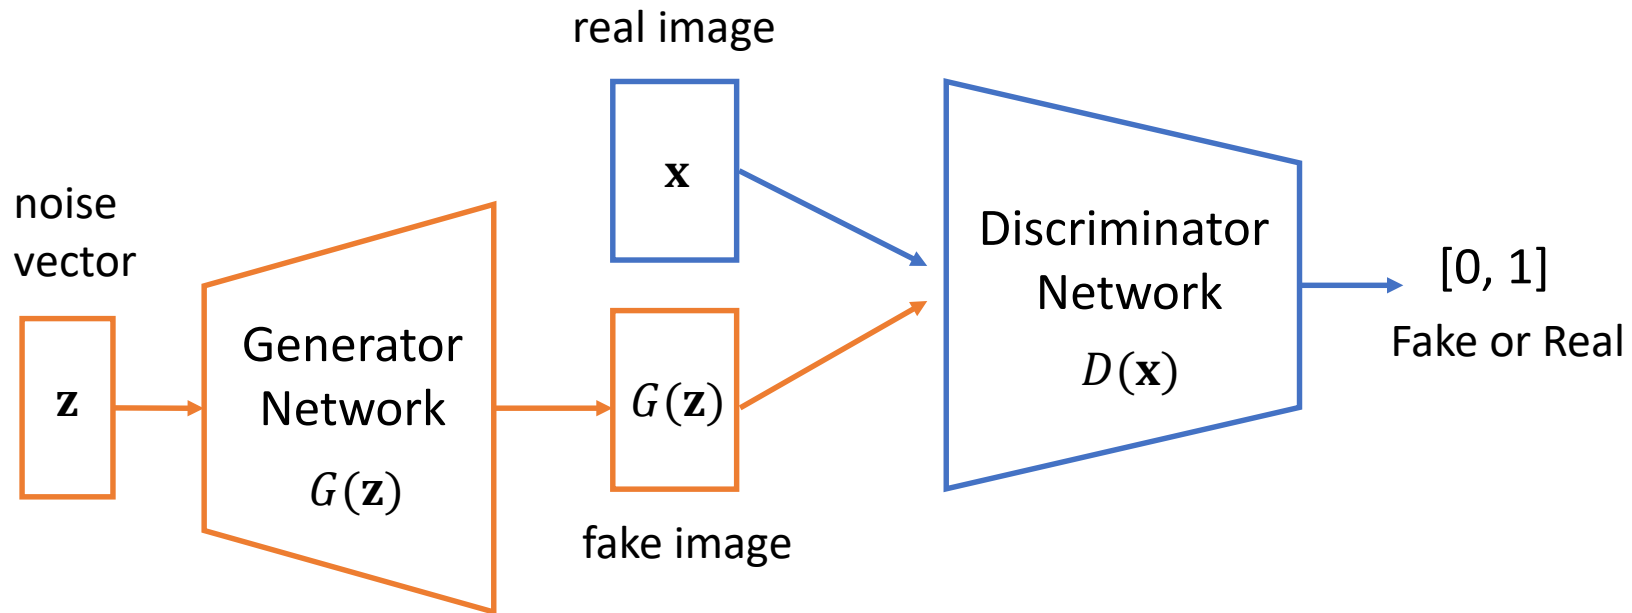 real image
x
noise
vector
z
Generator
Network
G(z)
G(z)
fake image
Discriminator
Network
D(x)
[0, 1]
Fake or Real